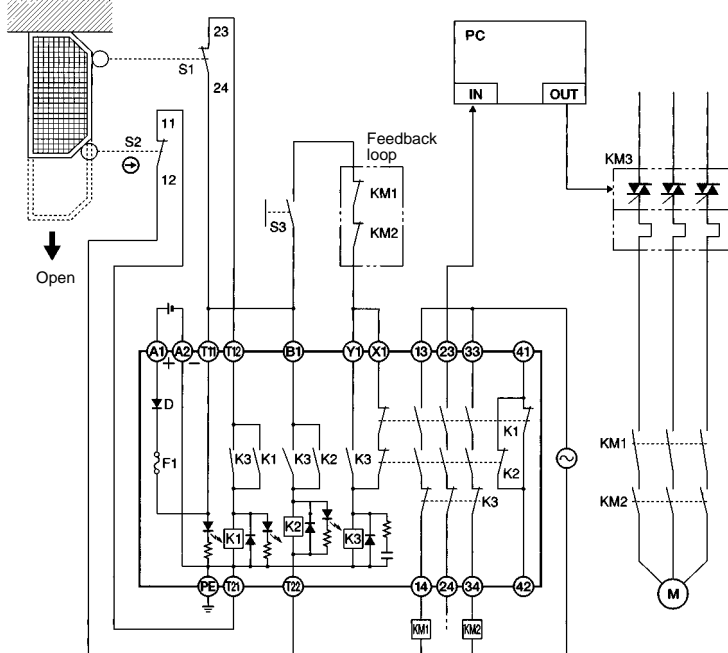 23
S1
24
PC
IN
OUT
11
S2
12
Feedback
loop
KM1
KM2
S3
KM3
Open
A1
A2
T11
T12
B1
Y1
X1
13
23
33
41
+
−
D
F1
K3
K1
K3
K2
K3
K1
K2
K3
K1
K2
K3
KM1
KM2
~
PE
T21
T22
14
24
34
42
M
KM1
KM2